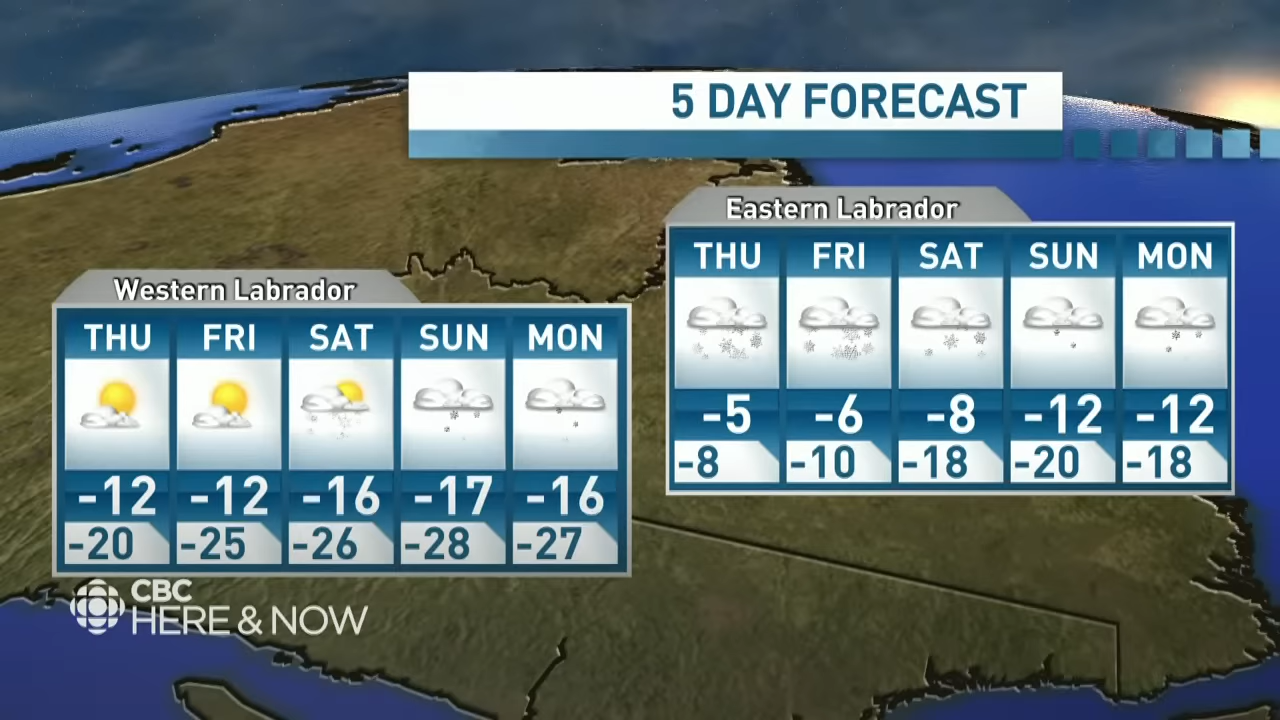 5 DAY FORECAST
Eastern Labrador
THU FRI SAT SUN MON
-5 -6 -8 -12 -12
-8 -10 -18 -20 -18
Western Labrador
THU FRI SAT SUN MON
-12 -12 -16 -17 -16
-20 -25 -26 -28 -27
CBC
HERE & NOW